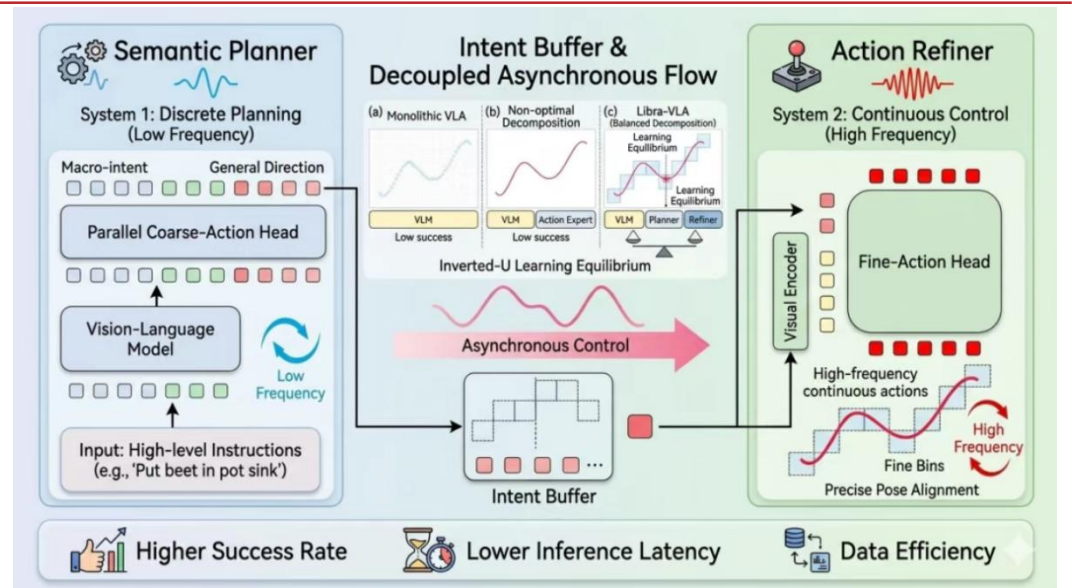 Semantic Planner
System 1: Discrete Planning
(Low Frequency)
Macro-intent
General Direction
Parallel Coarse-Action Head
Vision-Language
Model
Low
Frequency
Input: High-level Instructions
(e.g., 'Put beet in pot sink')
Intent Buffer &
Decoupled Asynchronous Flow
(a) Monolithic VLA
VLM
Low success
(b) Non-optimal
Decomposition
VLM
Action Expert
Low success
(c) Libra-VLA
(Balanced Decomposition)
Learning
Equilibrium
Learning
Equilibrium
VLM
Planner
Refiner
Inverted-U Learning Equilibrium
Asynchronous Control
...
Intent Buffer
Action Refiner
System 2: Continuous Control
(High Frequency)
Visual Encoder
Fine-Action Head
High-frequency
continuous actions
High
Frequency
Fine Bins
Precise Pose Alignment
Higher Success Rate
Lower Inference Latency
Data Efficiency